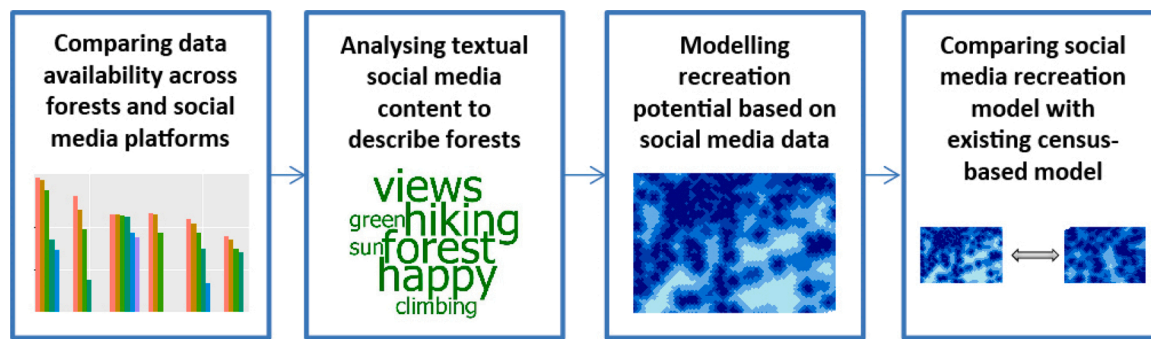 Comparing data
availability across
forests and social
media platforms
Analysing textual
social media
content to
describe forests
views
green hiking
sun forest
happy
climbing
Modelling
recreation
potential based on
social media data
Comparing social
media recreation
model with
existing census-
based model